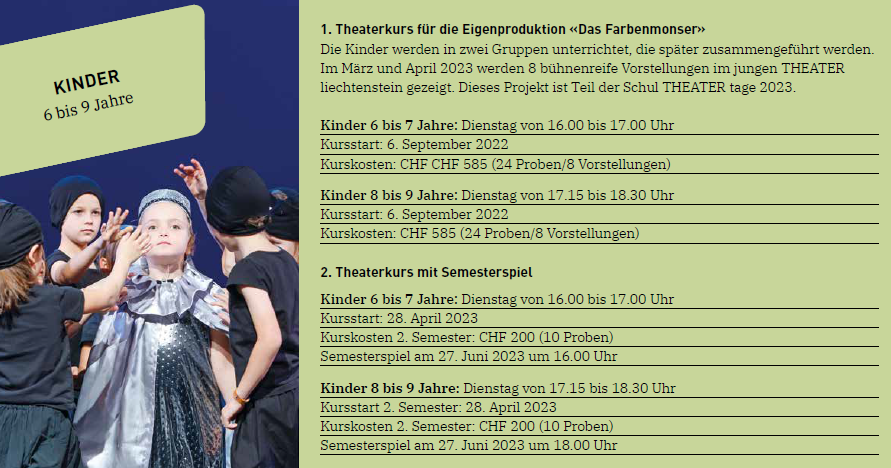 KINDER
6 bis 9 Jahre
1. Theaterkurs für die Eigenproduktion «Das Farbenmonser»
Die Kinder werden in zwei Gruppen unterrichtet, die später zusammengeführt werden.
Im März und April 2023 werden 8 bühnenreife Vorstellungen im jungen THEATER
liechtenstein gezeigt. Dieses Projekt ist Teil der Schul THEATER tage 2023.
Kinder 6 bis 7 Jahre: Dienstag von 16.00 bis 17.00 Uhr
Kursstart: 6. September 2022
Kurskosten: CHF CHF 585 (24 Proben/8 Vorstellungen)
Kinder 8 bis 9 Jahre: Dienstag von 17.15 bis 18.30 Uhr
Kursstart: 6. September 2022
Kurskosten: CHF 585 (24 Proben/8 Vorstellungen)
2. Theaterkurs mit Semesterspiel
Kinder 6 bis 7 Jahre: Dienstag von 16.00 bis 17.00 Uhr
Kursstart: 28. April 2023
Kurskosten 2. Semester: CHF 200 (10 Proben)
Semesterspiel am 27. Juni 2023 um 16.00 Uhr
Kinder 8 bis 9 Jahre: Dienstag von 17.15 bis 18.30 Uhr
Kursstart 2. Semester: 28. April 2023
Kurskosten 2. Semester: CHF 200 (10 Proben)
Semesterspiel am 27. Juni 2023 um 18.00 Uhr